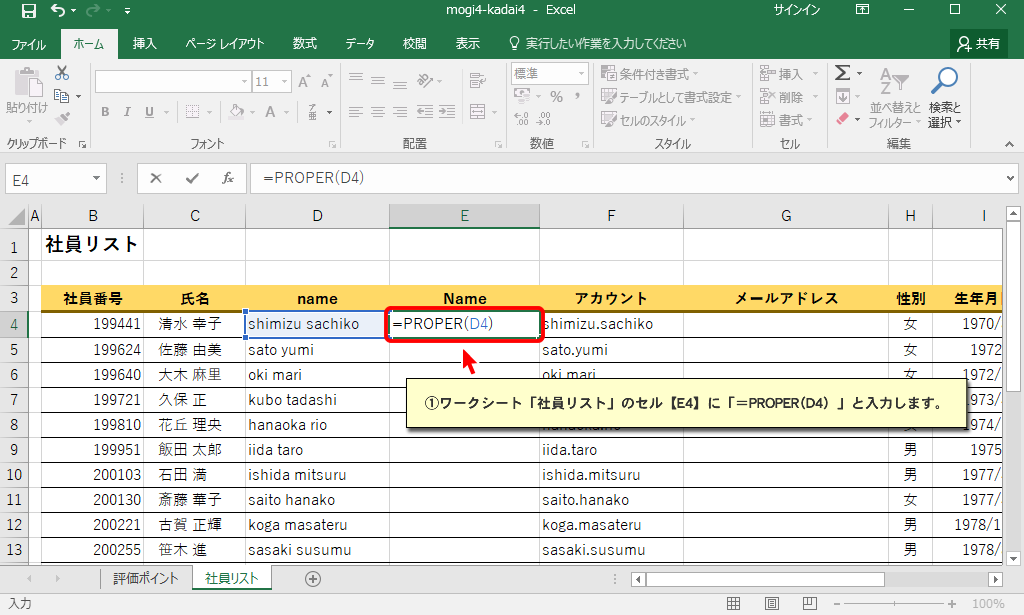 mogi4-kadai4 - Excel サインイン
ファイル ホーム 挿入 ページ レイアウト 数式 データ 校閲 表示 実行したい作業を入力してください 共有
貼り付け
11
A A
B I U A
標準
% ,
条件付き書式
テーブルとして書式設定
セルのスタイル
挿入
削除
書式
Σ
並べ替えと
フィルター
検索と
選択
クリップボード フォント 配置 数値 スタイル セル 編集
E4 fx =PROPER(D4)
A B C D E F G H I
1 社員リスト
2
3 社員番号 氏名 name Name アカウント メールアドレス 性別 生年月
4 199441 清水 幸子 shimizu sachiko =PROPER(D4) shimizu.sachiko 女 1970/
5 199624 佐藤 由美 sato yumi sato.yumi 女 1972
6 199640 大木 麻里 oki mari oki.mari 女 1972/
7 199721 久保 正 kubo tadashi 973/
①ワークシート「社員リスト」のセル【E4】に「=PROPER(D4) 」と入力します。
8 199810 花丘 理央 hanaoka rio 974/
9 199951 飯田 太郎 iida taro iida.taro 男 1975
10 200103 石田 満 ishida mitsuru ishida.mitsuru 男 1977/
11 200130 斎藤 華子 saito hanako saito.hanako 女 1977/
12 200221 古賀 正輝 koga masateru koga.masateru 男 1978/1
13 200255 笹木 進 sasaki susumu sasaki.susumu 男 1978/
評価ポイント 社員リスト
入力 100%